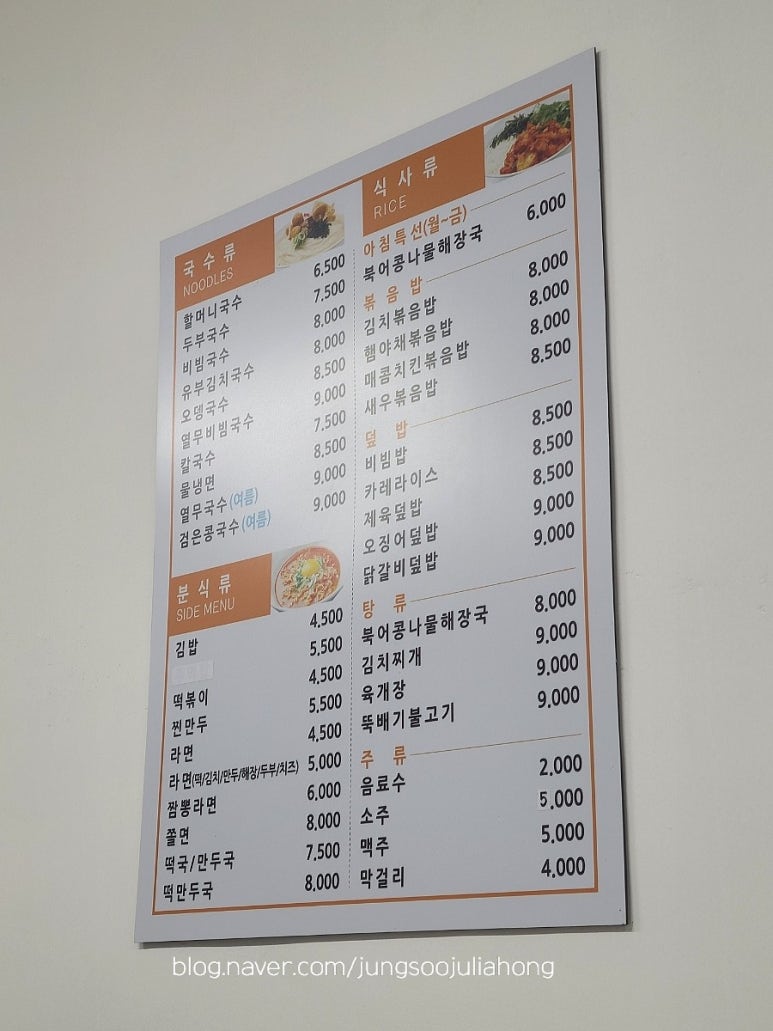 국수류
NOODLES
할머니국수 6,500
두부국수 7,500
비빔국수 8,000
유부김치국수 8,000
오뎅국수 8,500
열무비빔국수 9,000
칼국수 7,500
물냉면 8,500
열무국수(여름) 9,000
검은콩국수(여름) 9,000
분식류
SIDE MENU
김밥 4,500
5,500
떡볶이 4,500
찐만두 5,500
라면 4,500
라면(떡/김치/만두/해장/두부/치즈) 5,000
짬뽕라면 6,000
쫄면 8,000
떡국/만두국 7,500
떡만두국 8,000
식사류
RICE
아침특선(월~금)
북어콩나물해장국 6,000
볶음밥
김치볶음밥 8,000
햄야채볶음밥 8,000
매콤치킨볶음밥 8,000
새우볶음밥 8,500
덮밥
비빔밥 8,500
카레라이스 8,500
제육덮밥 8,500
오징어덮밥 9,000
닭갈비덮밥 9,000
탕류
북어콩나물해장국 8,000
김치찌개 9,000
육개장 9,000
뚝배기불고기 9,000
주류
음료수 2,000
소주 5,000
맥주 5,000
막걸리 4,000
blog.naver.com/jungsoojuliahong